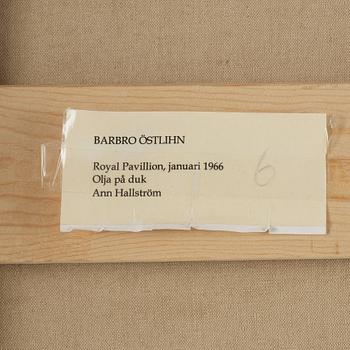 BARBRO ÖSTLIHN
Royal Pavillion, januari 1966
Olja på duk
Ann Hallström
6